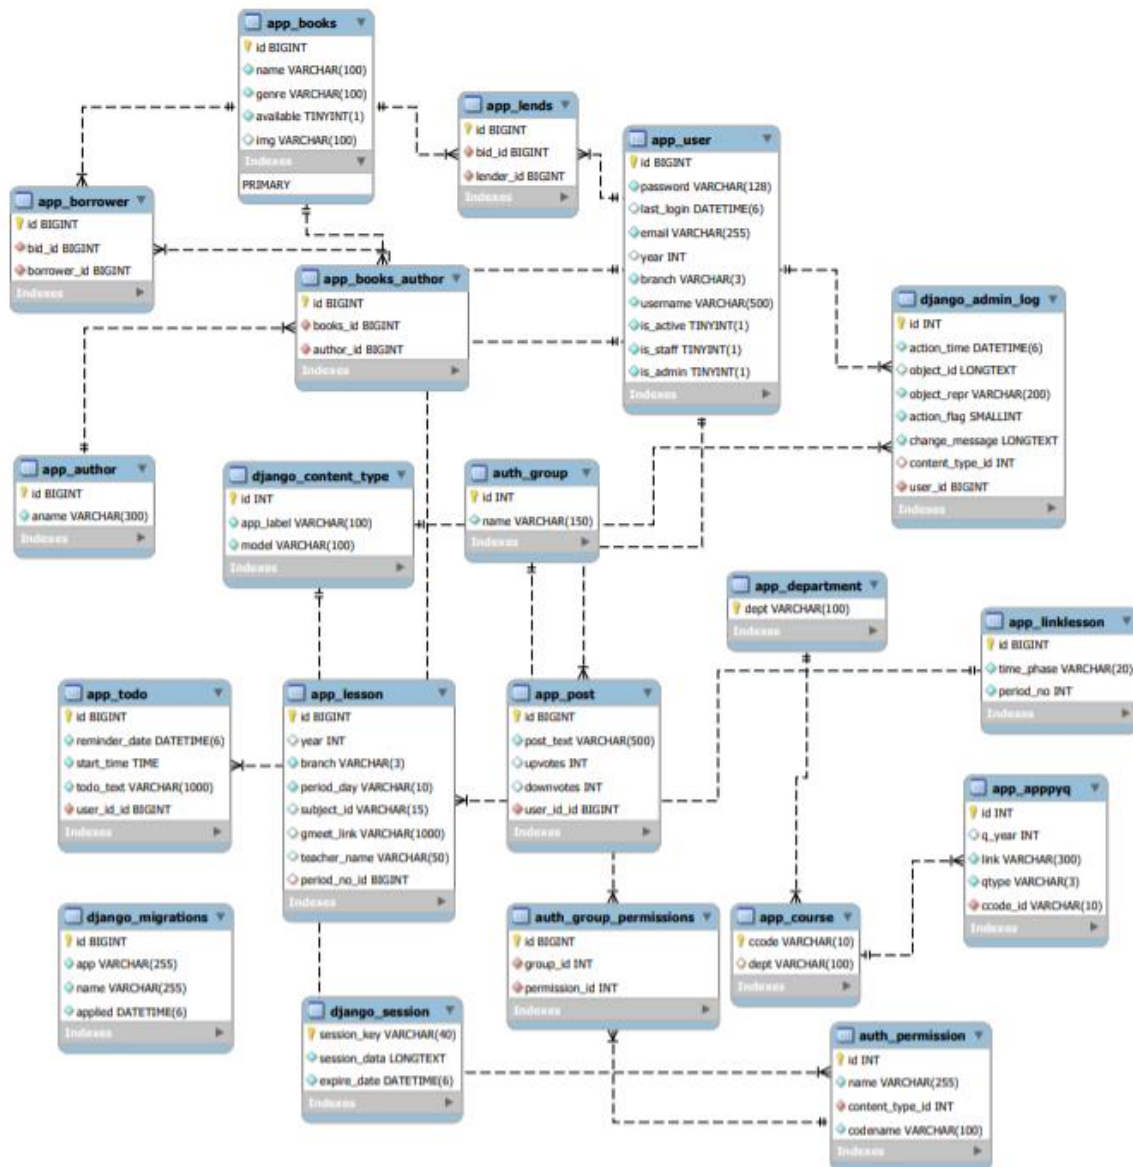 app_books
id BIGINT
name VARCHAR(100)
genre VARCHAR(100)
available TINYINT(1)
img VARCHAR(100)
Indexes
PRIMARY
app_lends
id BIGINT
bid_id BIGINT
lender_id BIGINT
Indexes
app_user
id BIGINT
password VARCHAR(128)
last_login DATETIME(6)
email VARCHAR(255)
year INT
branch VARCHAR(3)
username VARCHAR(500)
is_active TINYINT(1)
is_staff TINYINT(1)
is_admin TINYINT(1)
Indexes
app_borrower
id BIGINT
bid_id BIGINT
borrower_id BIGINT
Indexes
app_books_author
id BIGINT
books_id BIGINT
author_id BIGINT
Indexes
django_admin_log
id INT
action_time DATETIME(6)
object_id LONGTEXT
object_repr VARCHAR(200)
action_flag SMALLINT
change_message LONGTEXT
content_type_id INT
user_id BIGINT
Indexes
app_author
id BIGINT
aname VARCHAR(300)
Indexes
django_content_type
id INT
app_label VARCHAR(100)
model VARCHAR(100)
Indexes
auth_group
id INT
name VARCHAR(150)
Indexes
app_department
dept VARCHAR(100)
Indexes
app_linklesson
id BIGINT
time_phase VARCHAR(20)
period_no INT
Indexes
app_todo
id BIGINT
reminder_date DATETIME(6)
start_time TIME
todo_text VARCHAR(1000)
user_id_id BIGINT
Indexes
app_lesson
id BIGINT
year INT
branch VARCHAR(3)
period_day VARCHAR(10)
subject_id VARCHAR(15)
gmeet_link VARCHAR(1000)
teacher_name VARCHAR(50)
period_no_id BIGINT
Indexes
app_post
id BIGINT
post_text VARCHAR(500)
upvotes INT
downvotes INT
user_id_id BIGINT
Indexes
app_apppyq
id INT
q_year INT
link VARCHAR(300)
qtype VARCHAR(3)
ccode_id VARCHAR(10)
Indexes
django_migrations
id BIGINT
app VARCHAR(255)
name VARCHAR(255)
applied DATETIME(6)
Indexes
auth_group_permissions
id BIGINT
group_id INT
permission_id INT
Indexes
app_course
ccode VARCHAR(10)
dept VARCHAR(100)
Indexes
django_session
session_key VARCHAR(40)
session_data LONGTEXT
expire_date DATETIME(6)
Indexes
auth_permission
id INT
name VARCHAR(255)
content_type_id INT
codename VARCHAR(100)
Indexes